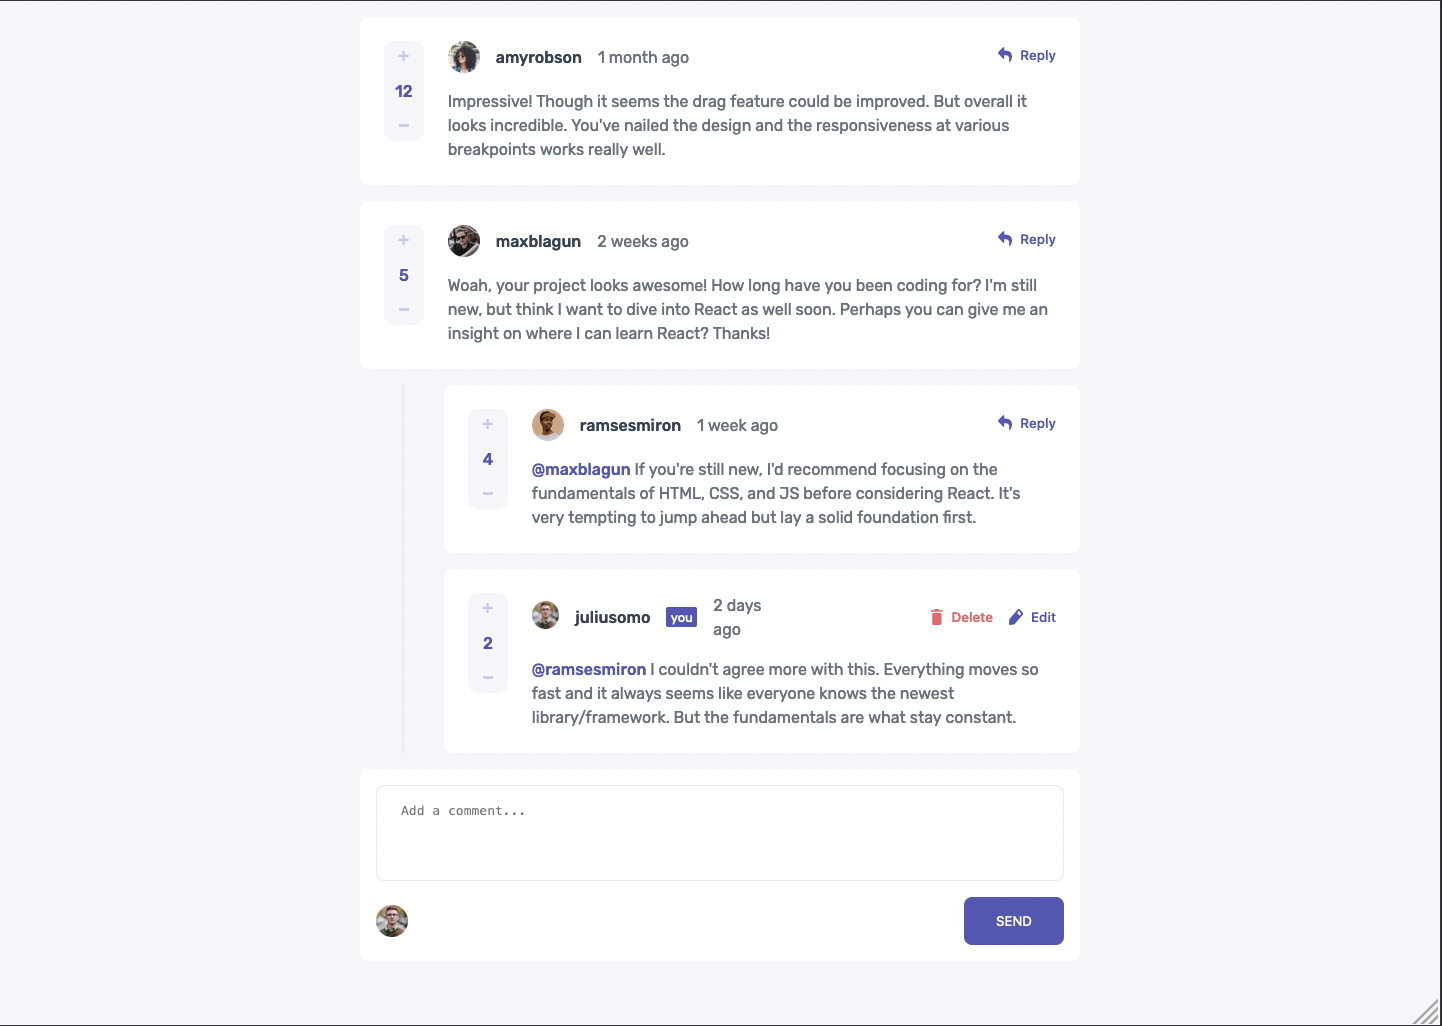 amyrobson 1 month ago Reply
+
12
−
Impressive! Though it seems the drag feature could be improved. But overall it
looks incredible. You've nailed the design and the responsiveness at various
breakpoints works really well.
maxblagun 2 weeks ago Reply
+
5
−
Woah, your project looks awesome! How long have you been coding for? I'm still
new, but think I want to dive into React as well soon. Perhaps you can give me an
insight on where I can learn React? Thanks!
ramsesmiron 1 week ago Reply
+
4
−
@maxblagun If you're still new, I'd recommend focusing on the
fundamentals of HTML, CSS, and JS before considering React. It's
very tempting to jump ahead but lay a solid foundation first.
juliusomo you 2 days
ago
Delete Edit
+
2
−
@ramsesmiron I couldn't agree more with this. Everything moves so
fast and it always seems like everyone knows the newest
library/framework. But the fundamentals are what stay constant.
Add a comment...
SEND